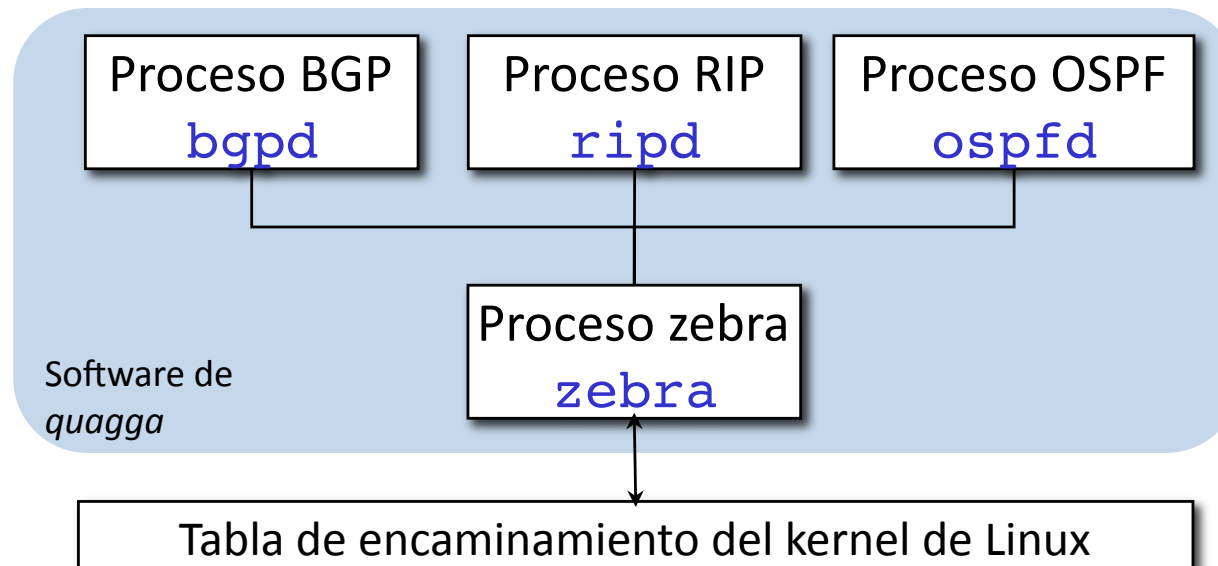 Proceso BGP
bgpd
Proceso RIP
ripd
Proceso OSPF
ospfd
Proceso zebra
zebra
Software de
quagga
Tabla de encaminamiento del kernel de Linux